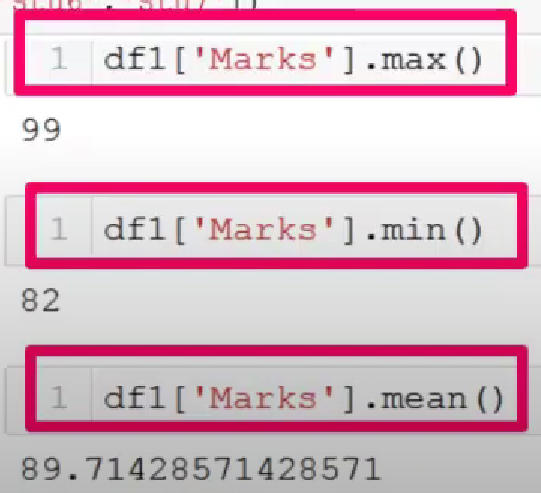 1 df1['Marks'].max()
99
1 df1['Marks'].min()
82
1 df1['Marks'].mean()
89.71428571428571